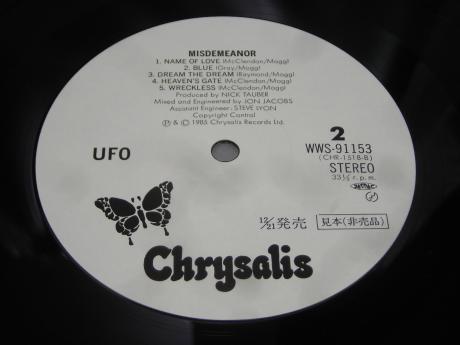 MISDEMEANOR
1. NAME OF LOVE (McClendon/Mogg)
2. BLUE (Gray/Mogg)
3. DREAM THE DREAM (Raymond/Mogg)
4. HEAVEN'S GATE (McClendon/Mogg)
5. WRECKLESS (McClendon/Mogg)
Produced by NICK TAUBER
Mixed and Engineered by JON JACOBS
Assistant Engineer: STEVE LYON
Copyright Control
℗ & © 1985 Chrysalis Records Ltd.
UFO
2
WWS-91153
(CHR-1518-B)
STEREO
33⅓ r.p.m.
12/21発売
見本(非売品)
Chrysalis